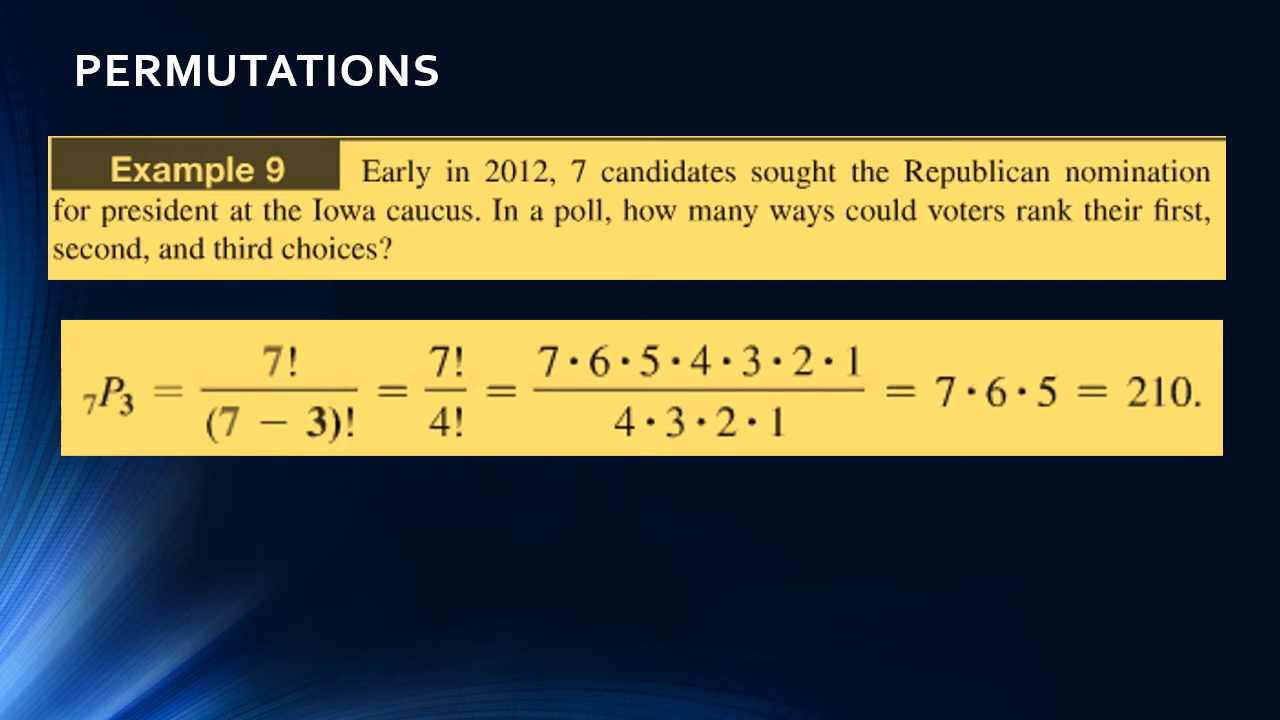 PERMUTATIONS
Example 9 Early in 2012, 7 candidates sought the Republican nomination
for president at the Iowa caucus. In a poll, how many ways could voters rank their first,
second, and third choices?
₇P₃ = 7!/(7 − 3)! = 7!/4! = 7·6·5·4·3·2·1/4·3·2·1 = 7·6·5 = 210.